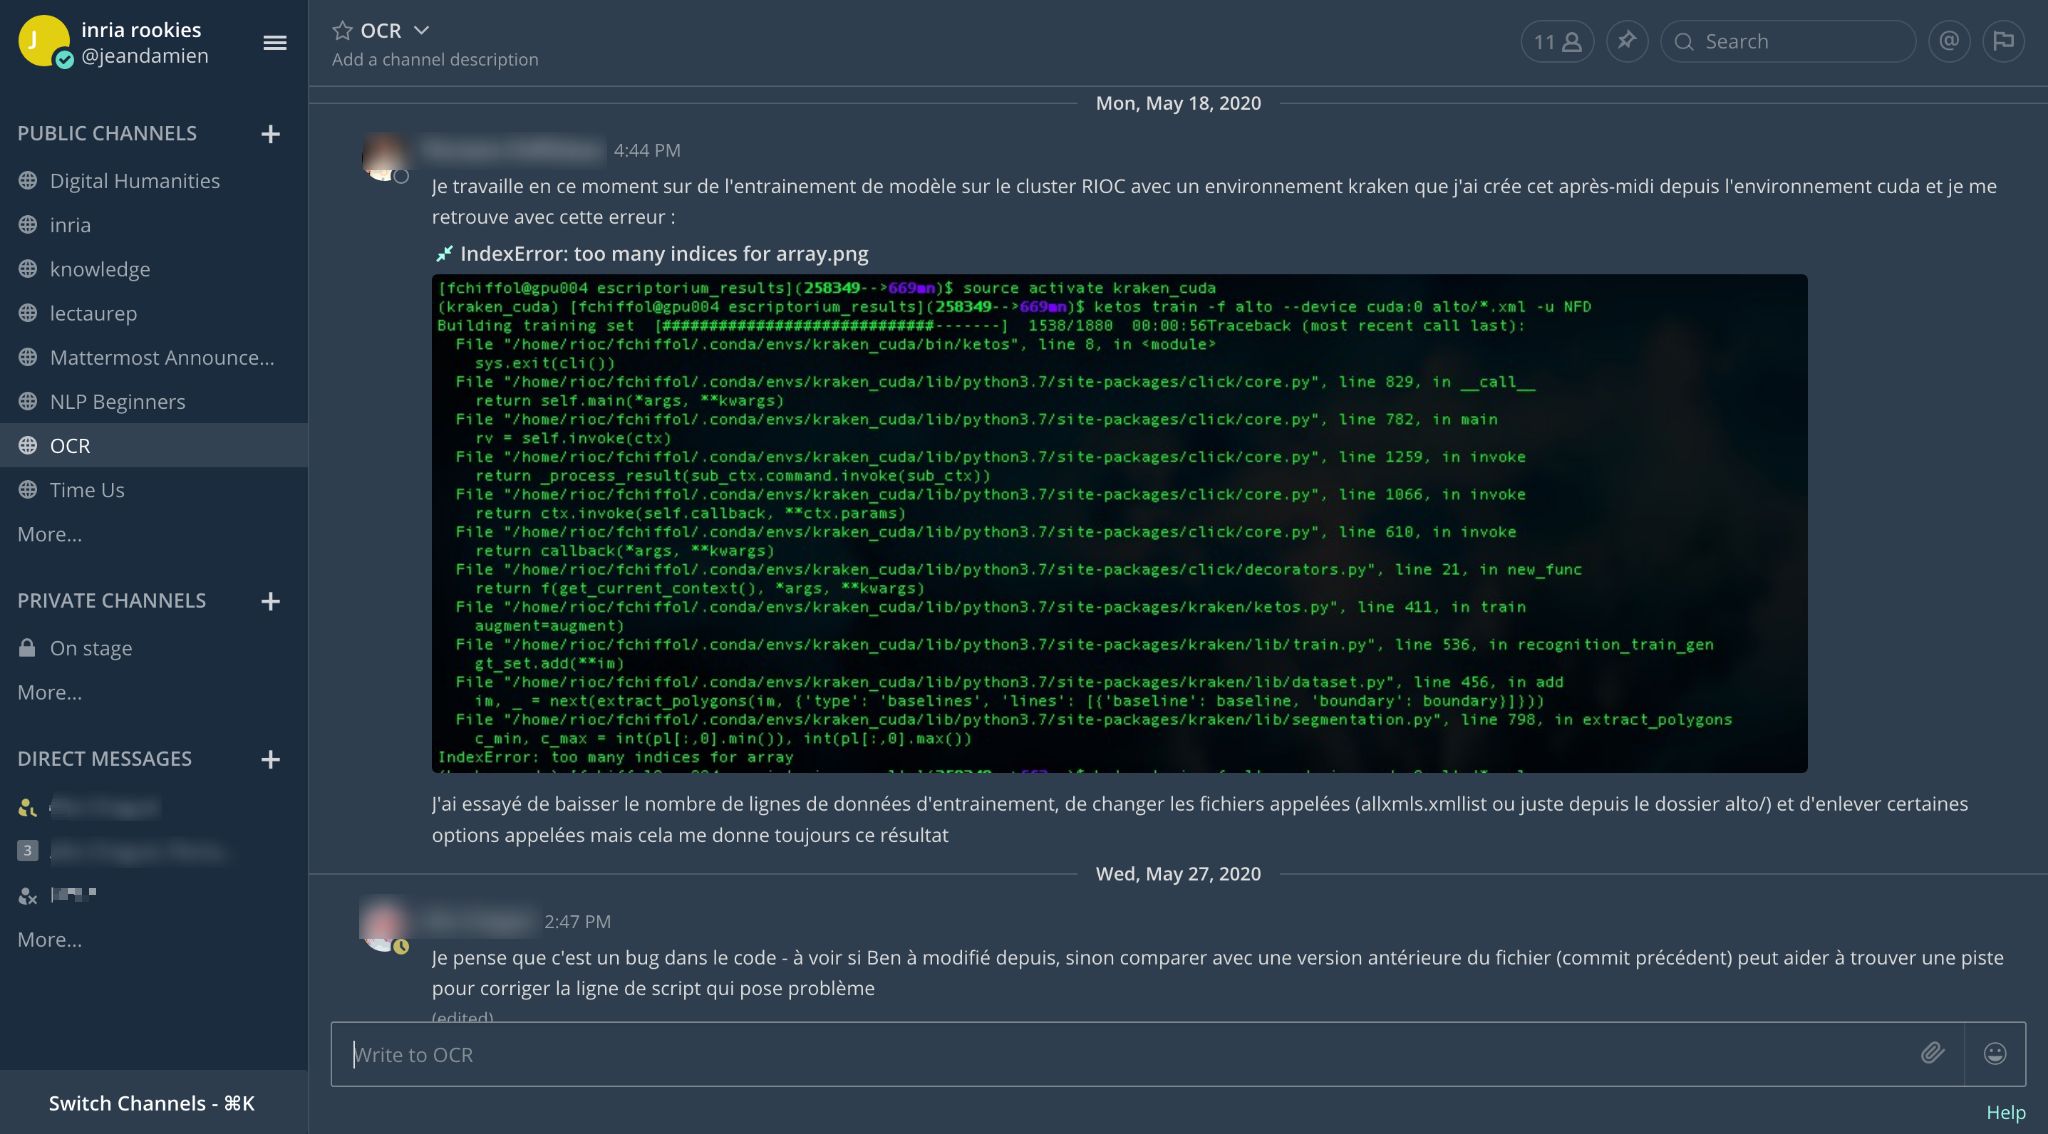 J
inria rookies
@jeandamien
PUBLIC CHANNELS +
Digital Humanities
inria
knowledge
lectaurep
Mattermost Announce...
NLP Beginners
OCR
Time Us
More...
PRIVATE CHANNELS +
On stage
More...
DIRECT MESSAGES +
3
More...
Switch Channels - ⌘K
OCR
Add a channel description
11
Search
@
Mon, May 18, 2020
4:44 PM
Je travaille en ce moment sur de l'entrainement de modèle sur le cluster RIOC avec un environnement kraken que j'ai crée cet après-midi depuis l'environnement cuda et je me
retrouve avec cette erreur :
IndexError: too many indices for array.png
[fchiffol@gpu004 escriptorium_results](258349-->669mn)$ source activate kraken_cuda
(kraken_cuda) [fchiffol@gpu004 escriptorium_results](258349-->669mn)$ ketos train -f alto --device cuda:0 alto/*.xml -u NFD
Building training set [#############################-------] 1538/1880 00:00:56Traceback (most recent call last):
File "/home/rioc/fchiffol/.conda/envs/kraken_cuda/bin/ketos", line 8, in <module>
sys.exit(cli())
File "/home/rioc/fchiffol/.conda/envs/kraken_cuda/lib/python3.7/site-packages/click/core.py", line 829, in __call__
return self.main(*args, **kwargs)
File "/home/rioc/fchiffol/.conda/envs/kraken_cuda/lib/python3.7/site-packages/click/core.py", line 782, in main
rv = self.invoke(ctx)
File "/home/rioc/fchiffol/.conda/envs/kraken_cuda/lib/python3.7/site-packages/click/core.py", line 1259, in invoke
return _process_result(sub_ctx.command.invoke(sub_ctx))
File "/home/rioc/fchiffol/.conda/envs/kraken_cuda/lib/python3.7/site-packages/click/core.py", line 1066, in invoke
return ctx.invoke(self.callback, **ctx.params)
File "/home/rioc/fchiffol/.conda/envs/kraken_cuda/lib/python3.7/site-packages/click/core.py", line 610, in invoke
return callback(*args, **kwargs)
File "/home/rioc/fchiffol/.conda/envs/kraken_cuda/lib/python3.7/site-packages/click/decorators.py", line 21, in new_func
return f(get_current_context(), *args, **kwargs)
File "/home/rioc/fchiffol/.conda/envs/kraken_cuda/lib/python3.7/site-packages/kraken/ketos.py", line 411, in train
augment=augment)
File "/home/rioc/fchiffol/.conda/envs/kraken_cuda/lib/python3.7/site-packages/kraken/lib/train.py", line 536, in recognition_train_gen
gt_set.add(**im)
File "/home/rioc/fchiffol/.conda/envs/kraken_cuda/lib/python3.7/site-packages/kraken/lib/dataset.py", line 456, in add
im, _ = next(extract_polygons(im, {'type': 'baselines', 'lines': [{'baseline': baseline, 'boundary': boundary}]}))
File "/home/rioc/fchiffol/.conda/envs/kraken_cuda/lib/python3.7/site-packages/kraken/lib/segmentation.py", line 798, in extract_polygons
c_min, c_max = int(pl[:,0].min()), int(pl[:,0].max())
IndexError: too many indices for array
J'ai essayé de baisser le nombre de lignes de données d'entrainement, de changer les fichiers appelées (allxmls.xmllist ou juste depuis le dossier alto/) et d'enlever certaines
options appelées mais cela me donne toujours ce résultat
Wed, May 27, 2020
2:47 PM
Je pense que c'est un bug dans le code - à voir si Ben à modifié depuis, sinon comparer avec une version antérieure du fichier (commit précédent) peut aider à trouver une piste
pour corriger la ligne de script qui pose problème
(edited)
Write to OCR
Help